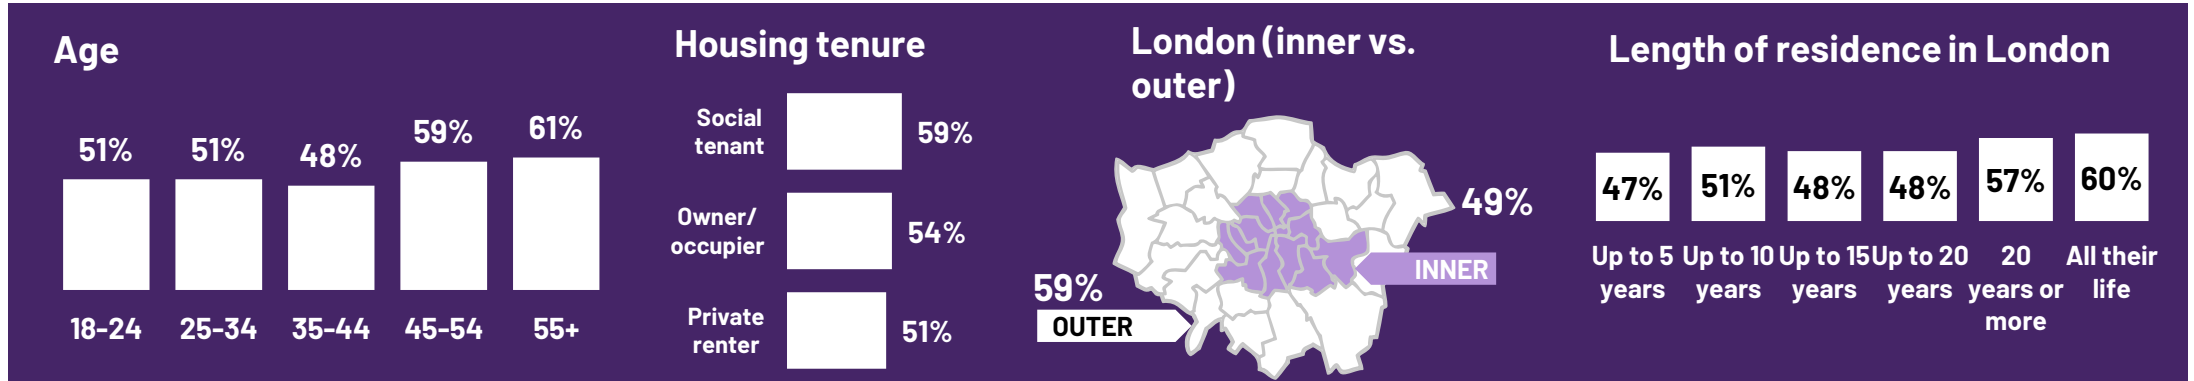 Age
51%
51%
48%
59%
61%
18-24
25-34
35-44
45-54
55+
Housing tenure
Social
tenant
59%
Owner/
occupier
54%
Private
renter
51%
London (inner vs.
outer)
49%
INNER
59%
OUTER
Length of residence in London
47%
51%
48%
48%
57%
60%
Up to 5
years
Up to 10
years
Up to 15
years
Up to 20
years
20
years or
more
All their
life